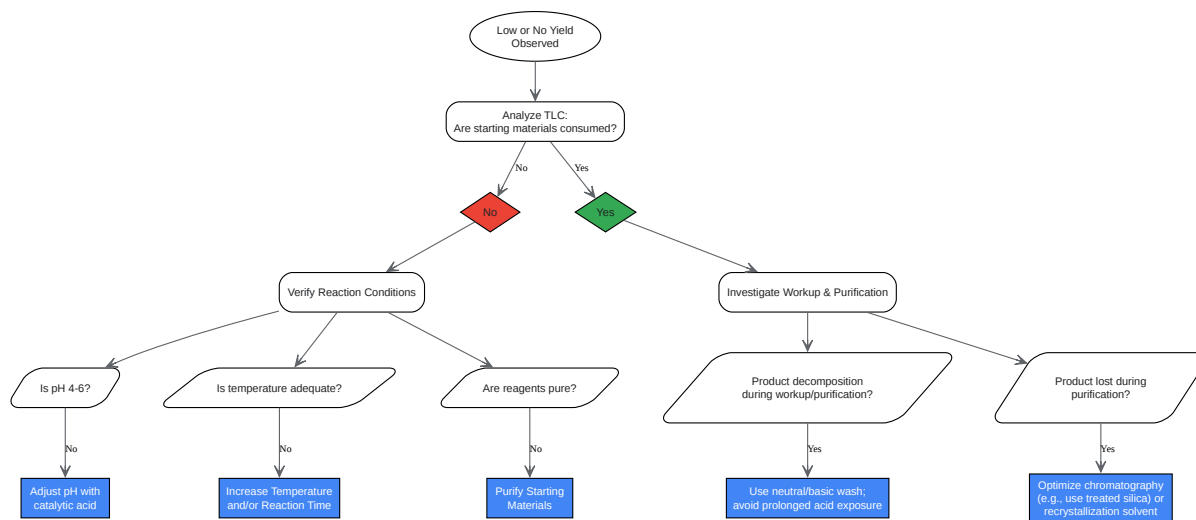 Low or No Yield
Observed
Analyze TLC:
Are starting materials consumed?
No
Yes
No
Yes
Verify Reaction Conditions
Investigate Workup & Purification
Is pH 4-6?
Is temperature adequate?
Are reagents pure?
Product decomposition
during workup/purification?
Product lost during
purification?
No
No
No
Yes
Yes
Adjust pH with
catalytic acid
Increase Temperature
and/or Reaction Time
Purify Starting
Materials
Use neutral/basic wash;
avoid prolonged acid exposure
Optimize chromatography
(e.g., use treated silica) or
recrystallization solvent